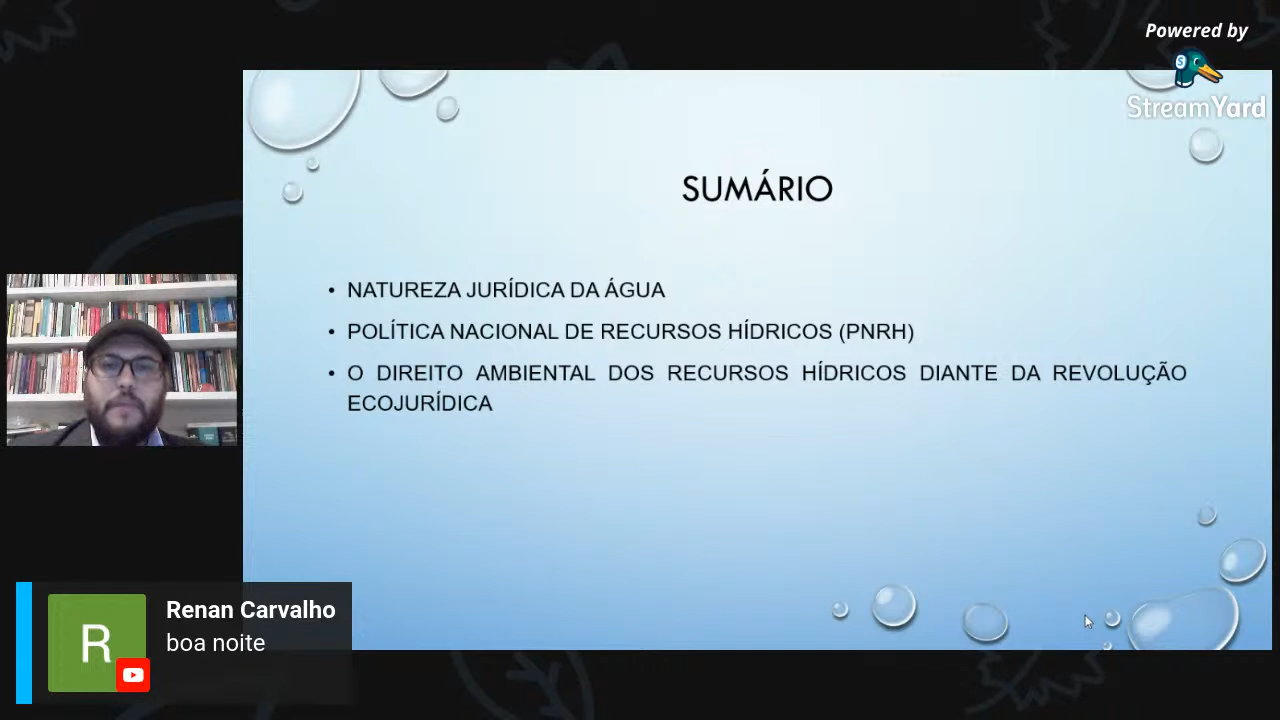 Powered by
StreamYard
SUMÁRIO
• NATUREZA JURÍDICA DA ÁGUA
• POLÍTICA NACIONAL DE RECURSOS HÍDRICOS (PNRH)
• O DIREITO AMBIENTAL DOS RECURSOS HÍDRICOS DIANTE DA REVOLUÇÃO
ECOJURÍDICA
R
Renan Carvalho
boa noite